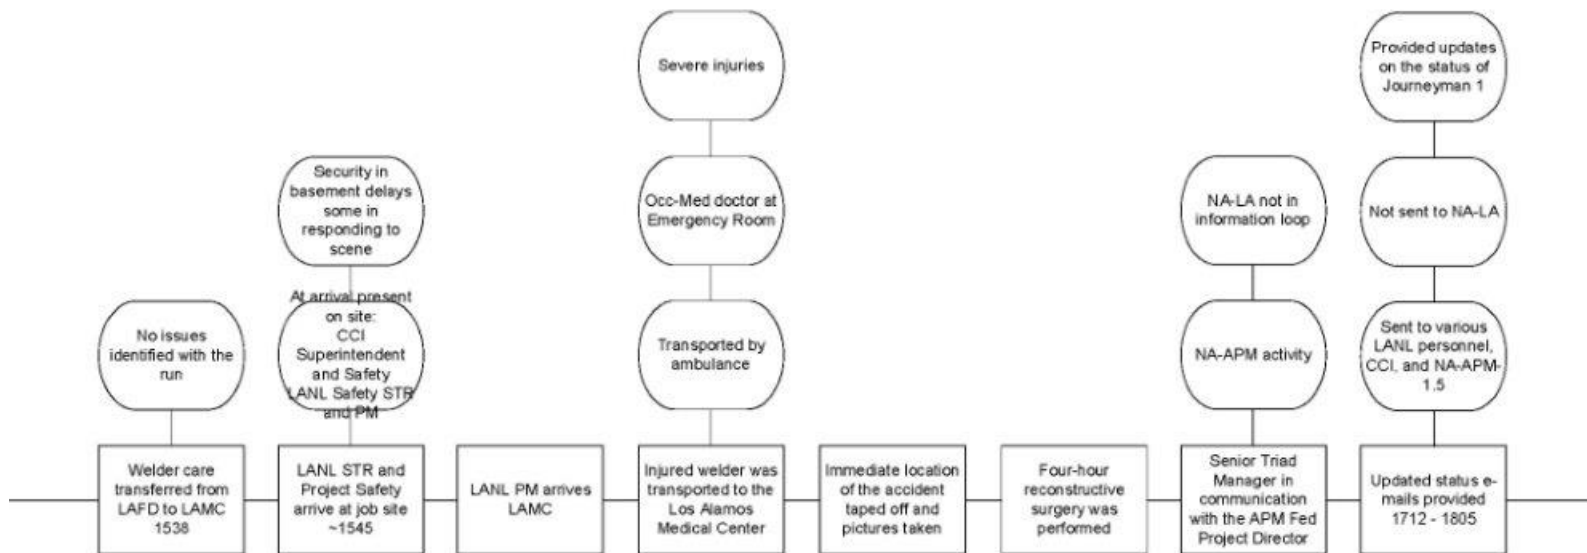 Severe injuries
Provided updates
on the status of
Journeyman 1
Security in
basement delays
some in
responding to
scene
Occ-Med doctor at
Emergency Room
NA-LA not in
information loop
Not sent to NA-LA
No issues
identified with the
run
At arrival present
on site:
CCI
Superintendent
and Safety
LANL Safety STR
and PM
Transported by
ambulance
NA-APM activity
Sent to various
LANL personnel,
CCI, and NA-APM-
1.5
Welder care
transferred from
LAFD to LAMC
1538
LANL STR and
Project Safety
arrive at job site
~1545
LANL PM arrives
LAMC
Injured welder was
transported to the
Los Alamos
Medical Center
Immediate location
of the accident
taped off and
pictures taken
Four-hour
reconstructive
surgery was
performed
Senior Triad
Manager in
communication
with the APM Fed
Project Director
Updated status e-
mails provided
1712 - 1805